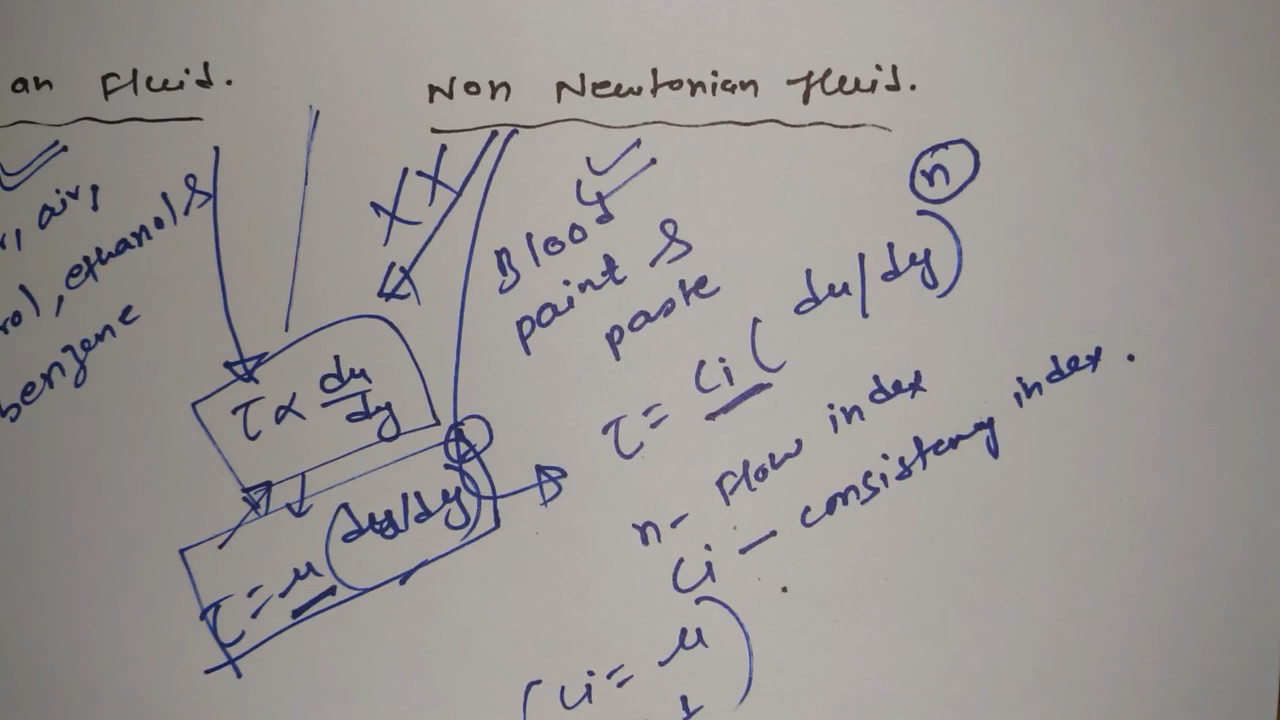 an Fluid.
air,
ethanol &
benzene
τ ∝ du/dy
τ = μ (du/dy)
Non Newtonian fluid.
XX
Blood,
paint &
paste
τ = Ci (du/dy)^n
n - Flow index
Ci - consistency index.
(Ci = μ)